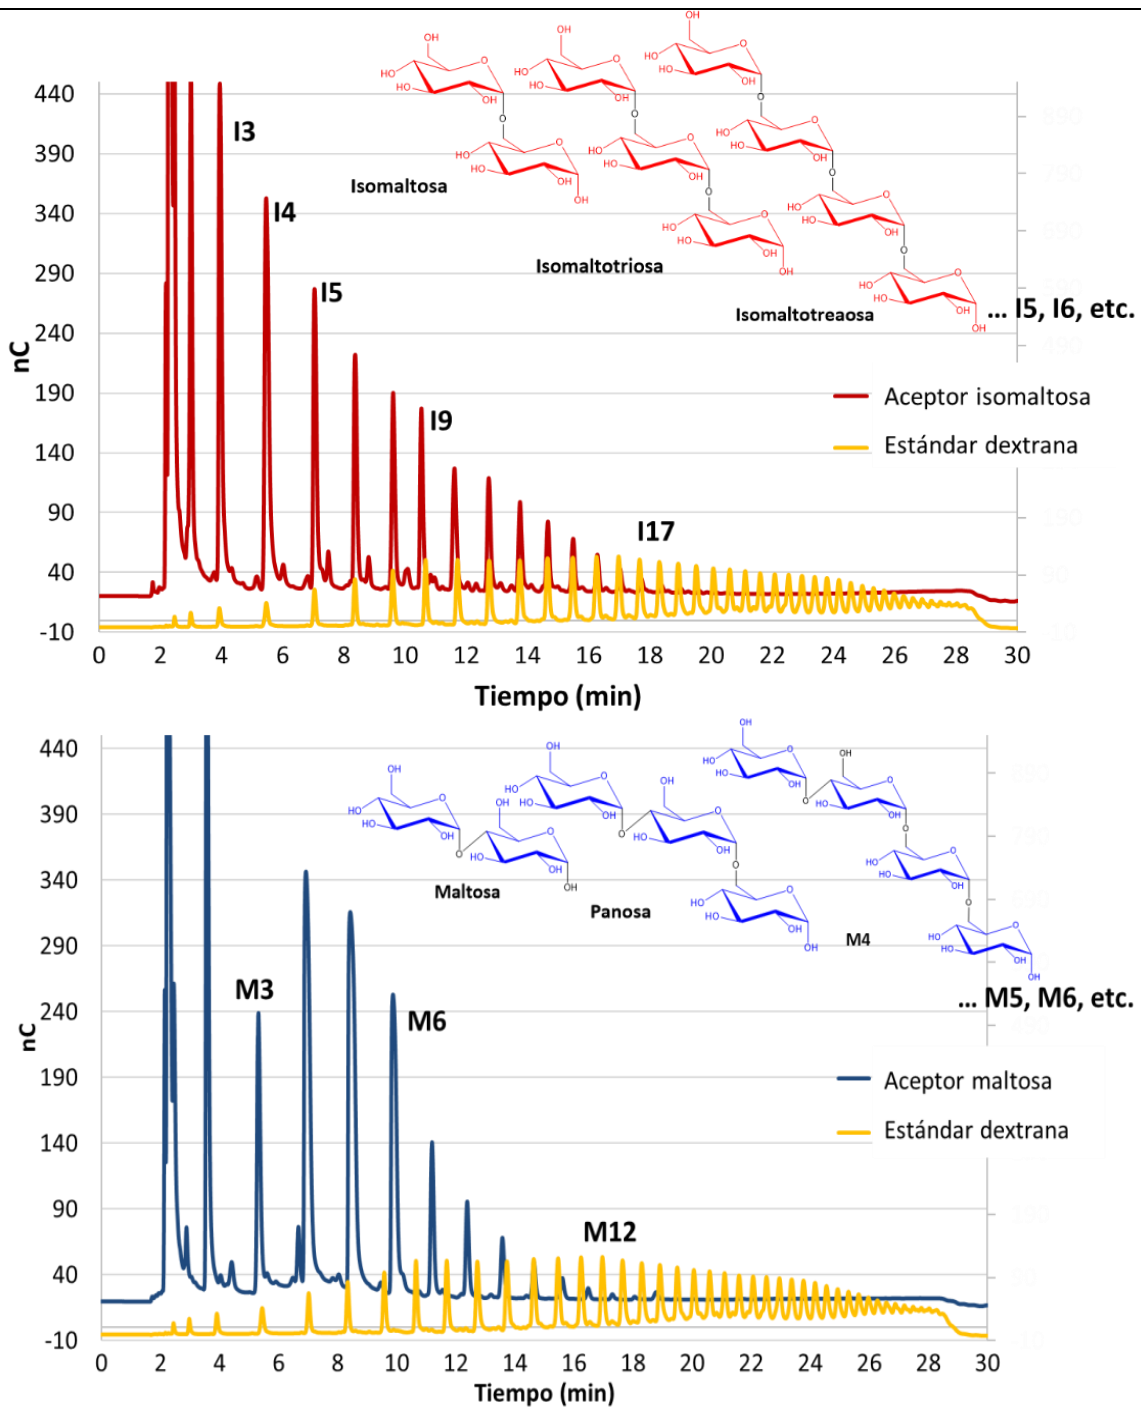 440
390
340
290
240
190
140
90
40
-10
nC
I3
I4
I5
I9
I17
Isomaltosa
Isomaltotriosa
Isomaltotreaosa
... I5, I6, etc.
Aceptor isomaltosa
Estándar dextrana
0 2 4 6 8 10 12 14 16 18 20 22 24 26 28 30
Tiempo (min)
440
390
340
290
240
190
140
90
40
-10
nC
M3
M6
M12
Maltosa
Panosa
M4
... M5, M6, etc.
Aceptor maltosa
Estándar dextrana
0 2 4 6 8 10 12 14 16 18 20 22 24 26 28 30
Tiempo (min)